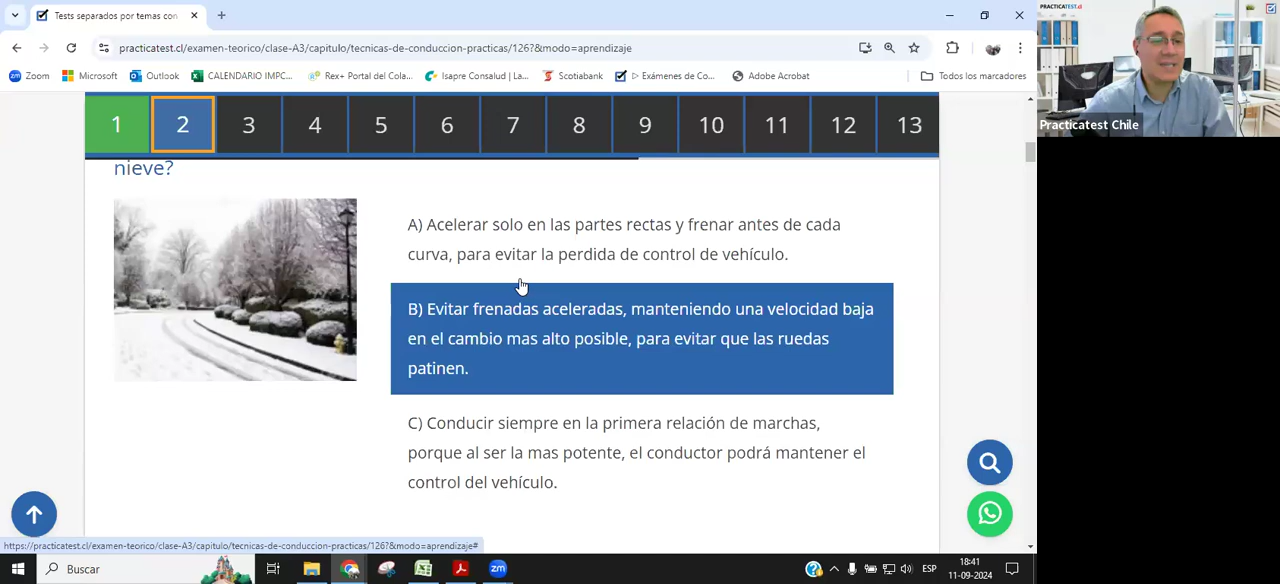 Tests separados por temas con
practicatest.cl/examen-teorico/clase-A3/capitulo/tecnicas-de-conduccion-practicas/126?&modo=aprendizaje
Zoom
Microsoft
Outlook
CALENDARIO IMPC...
Rex+ Portal del Cola...
Isapre Consalud | La...
Scotiabank
▷ Exámenes de Co...
Adobe Acrobat
Todos los marcadores
PRACTICATEST.cl
Practicatest Chile
1 2 3 4 5 6 7 8 9 10 11 12 13
nieve?
A) Acelerar solo en las partes rectas y frenar antes de cada
curva, para evitar la perdida de control de vehículo.
B) Evitar frenadas aceleradas, manteniendo una velocidad baja
en el cambio mas alto posible, para evitar que las ruedas
patinen.
C) Conducir siempre en la primera relación de marchas,
porque al ser la mas potente, el conductor podrá mantener el
control del vehículo.
https://practicatest.cl/examen-teorico/clase-A3/capitulo/tecnicas-de-conduccion-practicas/126?&modo=aprendizaje#
Buscar
ESP
18:41
11-09-2024